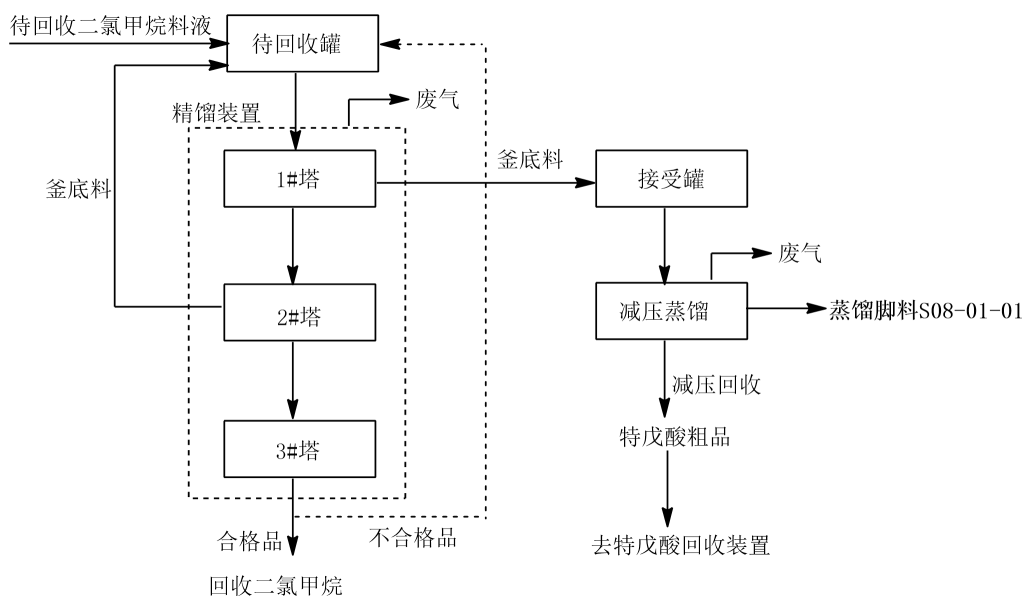 待回收二氯甲烷料液
待回收罐
废气
精馏装置
釜底料
1#塔
接受罐
釜底料
废气
2#塔
减压蒸馏
蒸馏脚料S08-01-01
减压回收
3#塔
特戊酸粗品
合格品
不合格品
去特戊酸回收装置
回收二氯甲烷